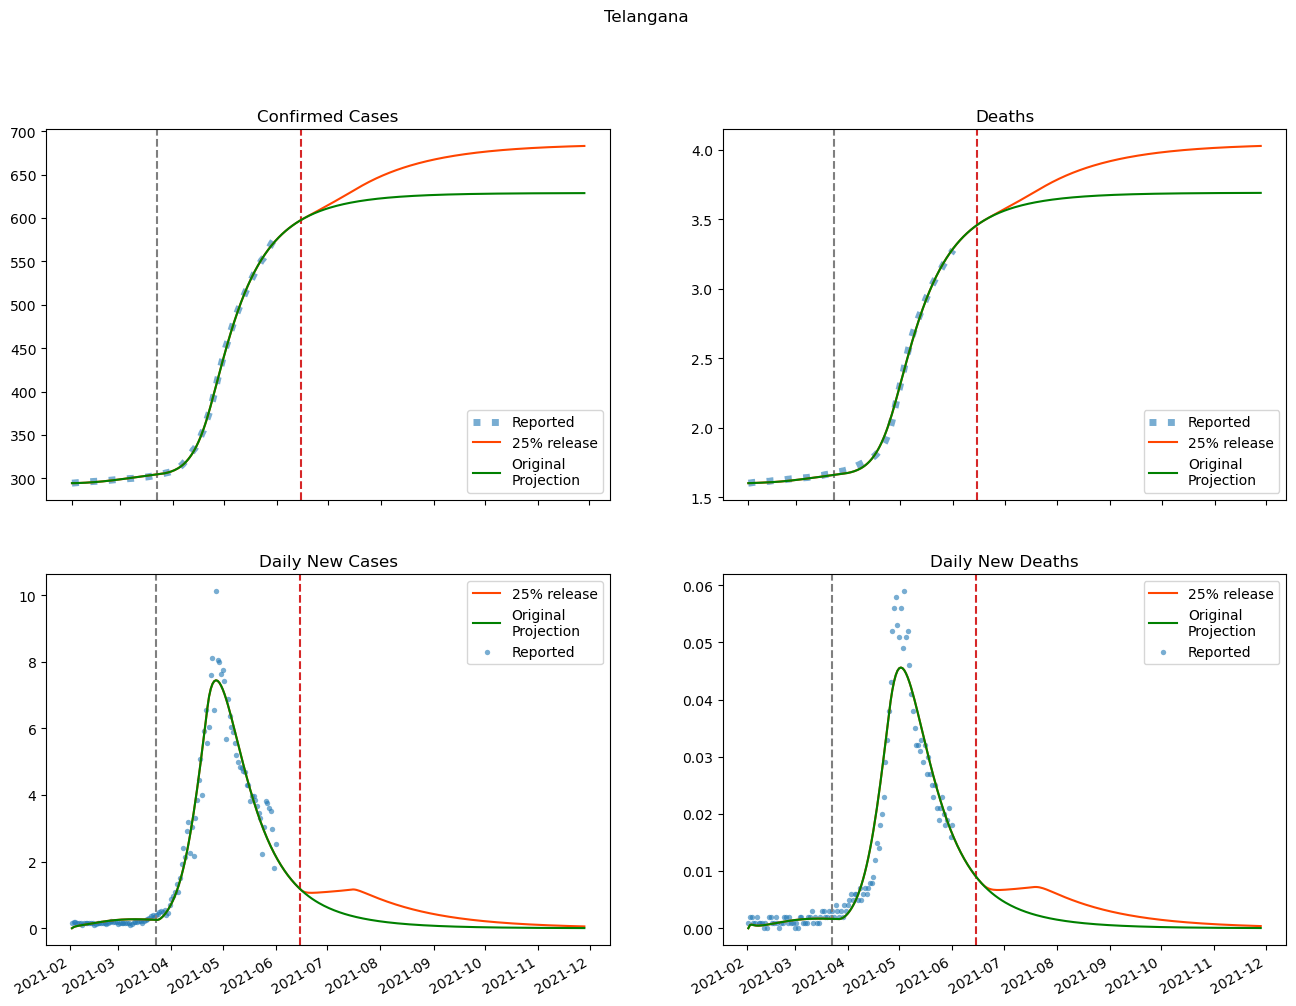 Telangana
Confirmed Cases
700
650
600
550
500
450
400
350
300
Reported
25% release
Original
Projection
Deaths
4.0
3.5
3.0
2.5
2.0
1.5
Reported
25% release
Original
Projection
Daily New Cases
10
8
6
4
2
0
25% release
Original
Projection
Reported
2021-02
2021-03
2021-04
2021-05
2021-06
2021-07
2021-08
2021-09
2021-10
2021-11
2021-12
Daily New Deaths
0.06
0.05
0.04
0.03
0.02
0.01
0.00
25% release
Original
Projection
Reported
2021-02
2021-03
2021-04
2021-05
2021-06
2021-07
2021-08
2021-09
2021-10
2021-11
2021-12